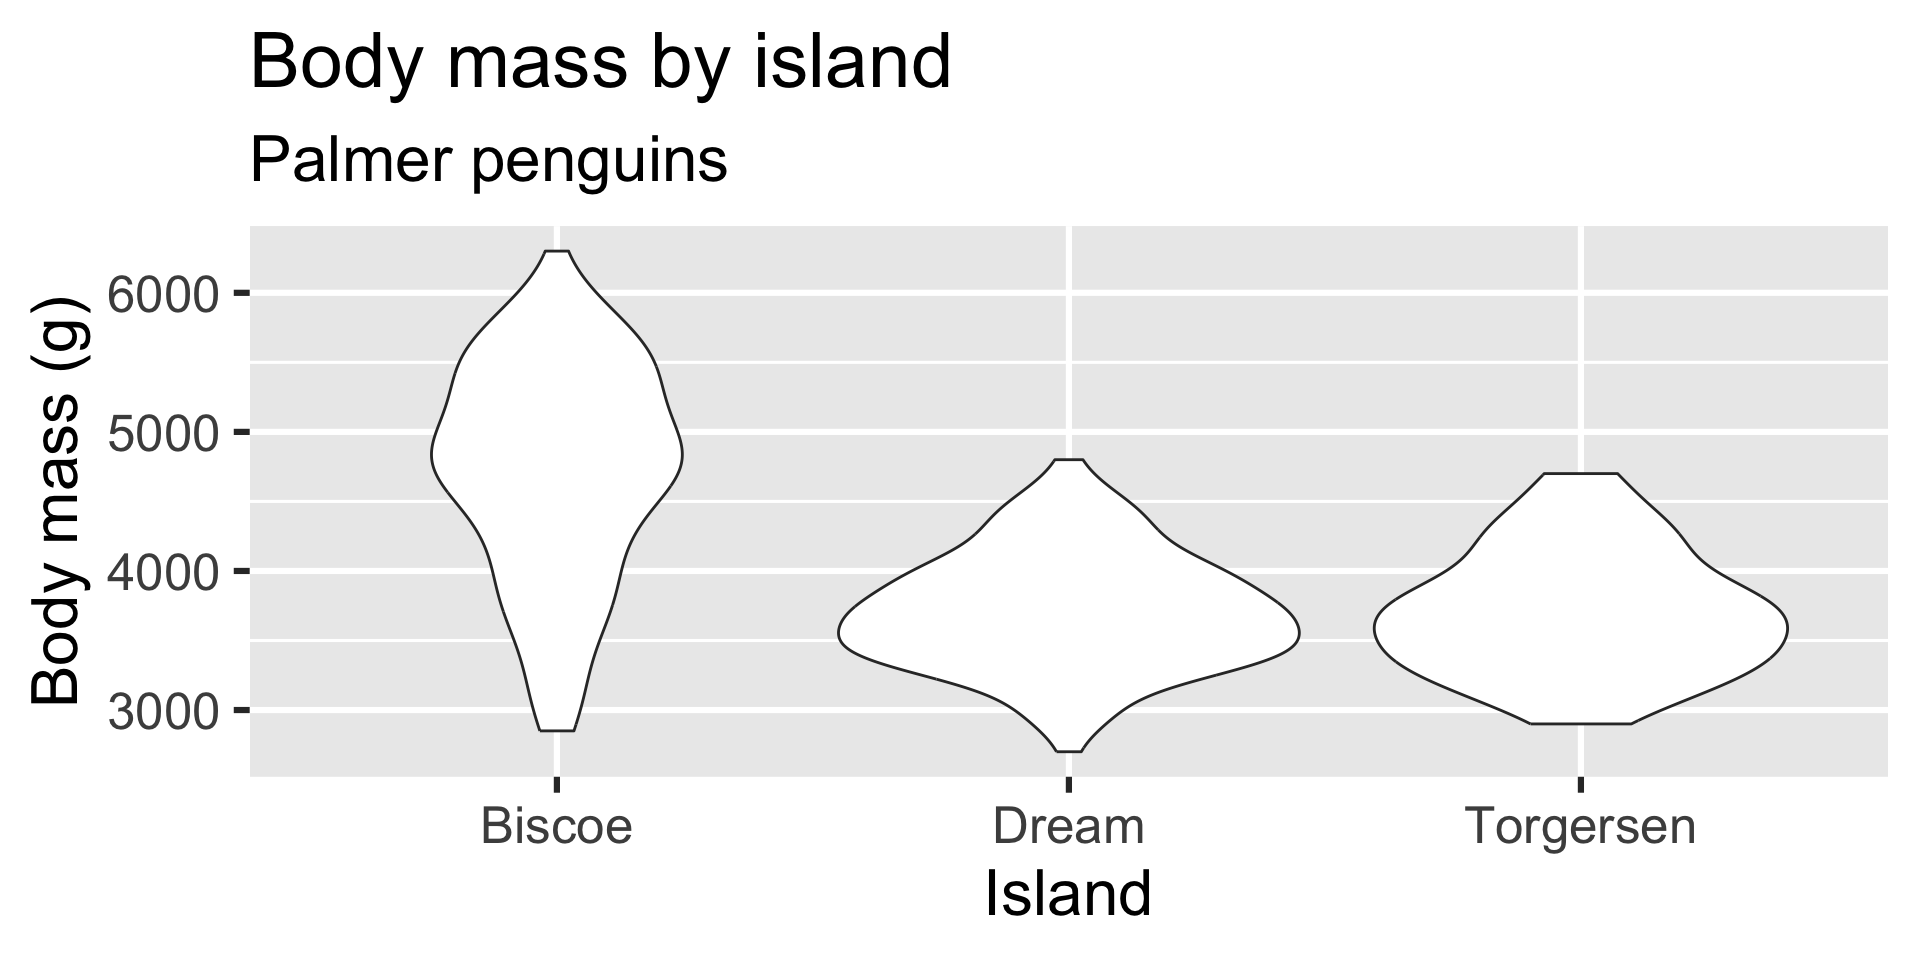 Body mass by island
Palmer penguins
Body mass (g)
6000
5000
4000
3000
Biscoe Dream Torgersen
Island